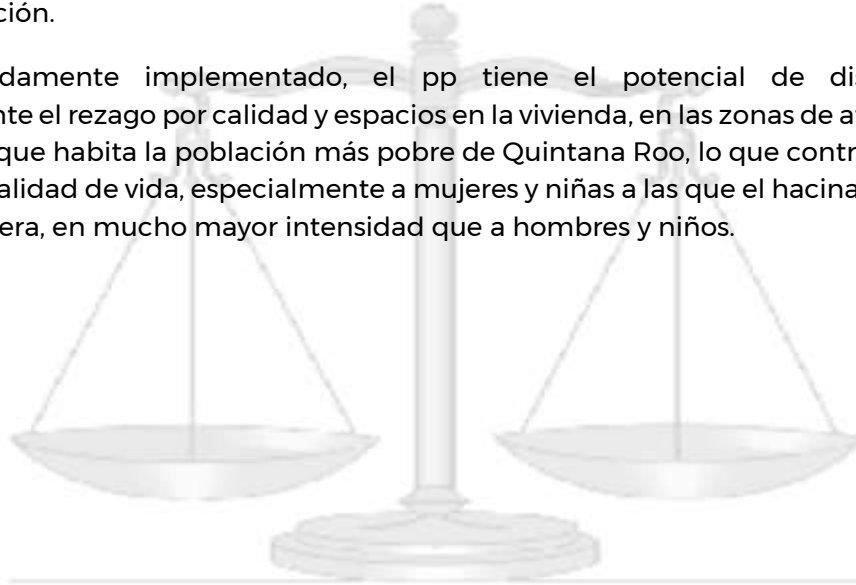 ción.
damente implementado, el pp tiene el potencial de dis
nte el rezago por calidad y espacios en la vivienda, en las zonas de a
que habita la población más pobre de Quintana Roo, lo que contr
alidad de vida, especialmente a mujeres y niñas a las que el hacina
era, en mucho mayor intensidad que a hombres y niños.